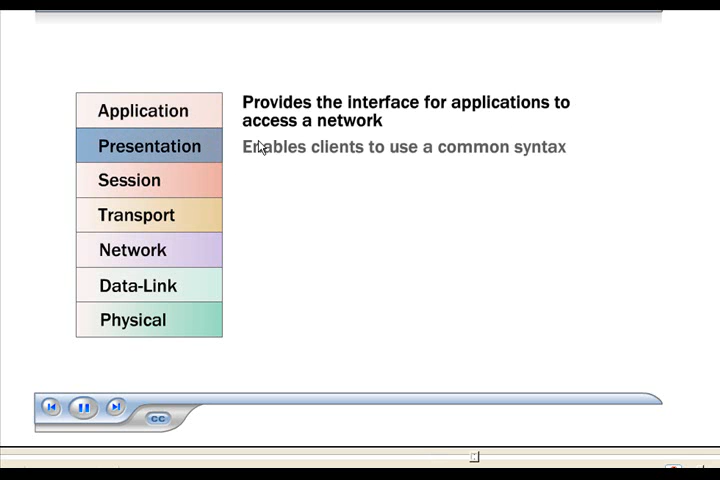 Application
Provides the interface for applications to
access a network
Presentation
Enables clients to use a common syntax
Session
Transport
Network
Data-Link
Physical
CC